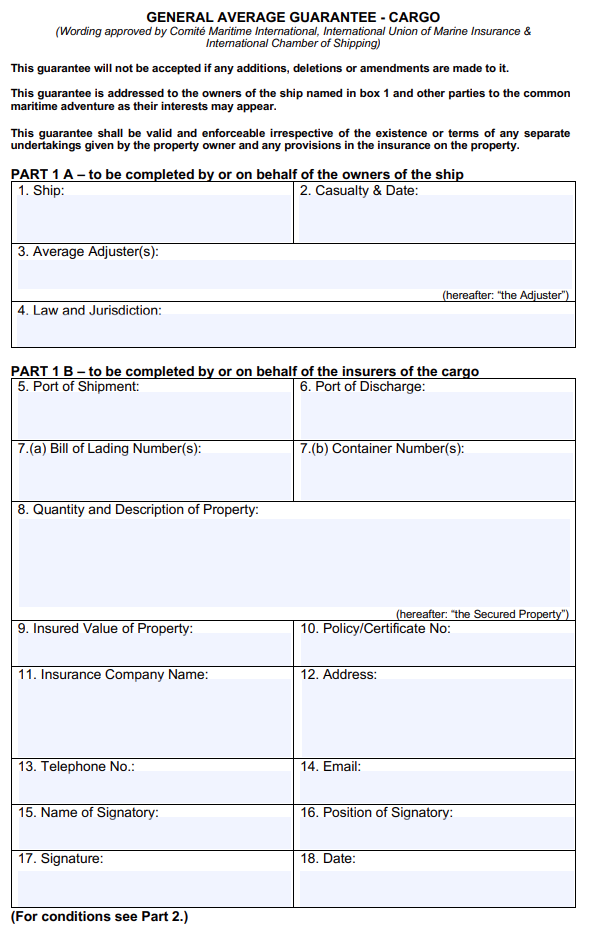 GENERAL AVERAGE GUARANTEE - CARGO
(Wording approved by Comité Maritime International, International Union of Marine Insurance &
International Chamber of Shipping)
This guarantee will not be accepted if any additions, deletions or amendments are made to it.
This guarantee is addressed to the owners of the ship named in box 1 and other parties to the common
maritime adventure as their interests may appear.
This guarantee shall be valid and enforceable irrespective of the existence or terms of any separate
undertakings given by the property owner and any provisions in the insurance on the property.
PART 1 A – to be completed by or on behalf of the owners of the ship
1. Ship:
2. Casualty & Date:
3. Average Adjuster(s):
(hereafter: “the Adjuster”)
4. Law and Jurisdiction:
PART 1 B – to be completed by or on behalf of the insurers of the cargo
5. Port of Shipment:
6. Port of Discharge:
7.(a) Bill of Lading Number(s):
7.(b) Container Number(s):
8. Quantity and Description of Property:
(hereafter: “the Secured Property”)
9. Insured Value of Property:
10. Policy/Certificate No:
11. Insurance Company Name:
12. Address:
13. Telephone No.:
14. Email:
15. Name of Signatory:
16. Position of Signatory:
17. Signature:
18. Date:
(For conditions see Part 2.)